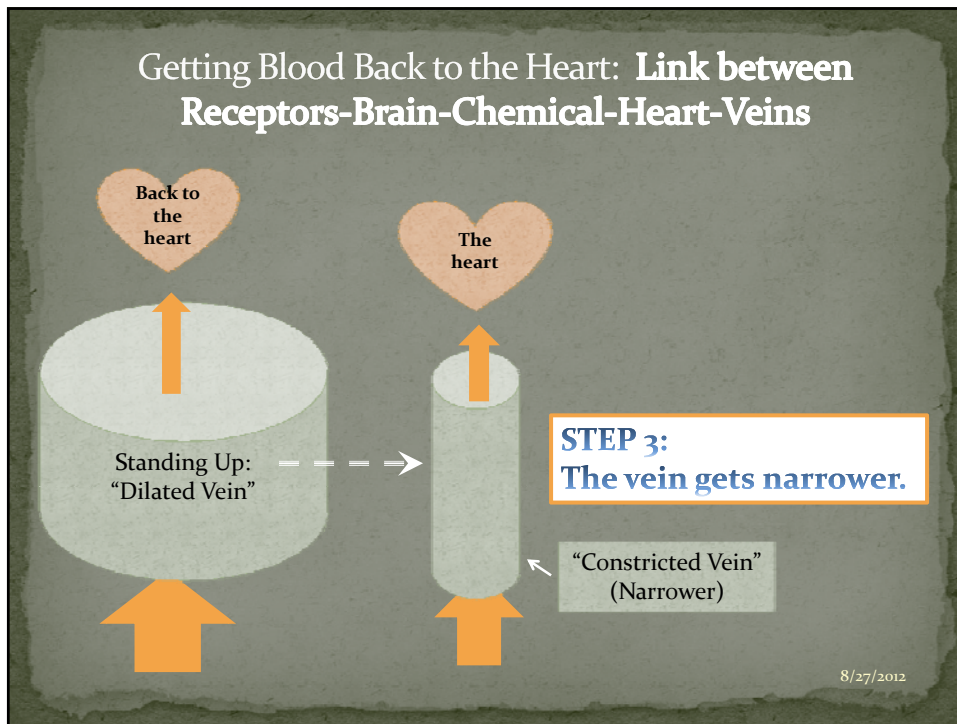 Getting Blood Back to the Heart: Link between
Receptors-Brain-Chemical-Heart-Veins
Back to
the
heart
The
heart
Standing Up:
“Dilated Vein”
STEP 3:
The vein gets narrower.
“Constricted Vein”
(Narrower)
8/27/2012